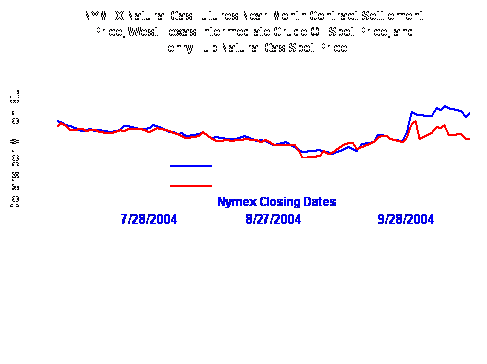 Natural Gas Futures Near Month Contract Settlement
Price, West Texas Intermediate Crude Oil Spot Price, and
Henry Hub Natural Gas Spot Price
Nymex Closing Dates
7/28/2004 8/27/2004 9/28/2004